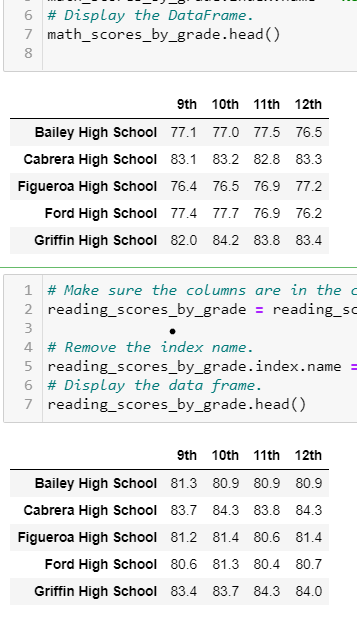 6 # Display the DataFrame.
7 math_scores_by_grade.head()
8
9th 10th 11th 12th
Bailey High School 77.1 77.0 77.5 76.5
Cabrera High School 83.1 83.2 82.8 83.3
Figueroa High School 76.4 76.5 76.9 77.2
Ford High School 77.4 77.7 76.9 76.2
Griffin High School 82.0 84.2 83.8 83.4
1 # Make sure the columns are in the
2 reading_scores_by_grade = reading_sc
3
4 # Remove the index name.
5 reading_scores_by_grade.index.name =
6 # Display the data frame.
7 reading_scores_by_grade.head()
9th 10th 11th 12th
Bailey High School 81.3 80.9 80.9 80.9
Cabrera High School 83.7 84.3 83.8 84.3
Figueroa High School 81.2 81.4 80.6 81.4
Ford High School 80.6 81.3 80.4 80.7
Griffin High School 83.4 83.7 84.3 84.0